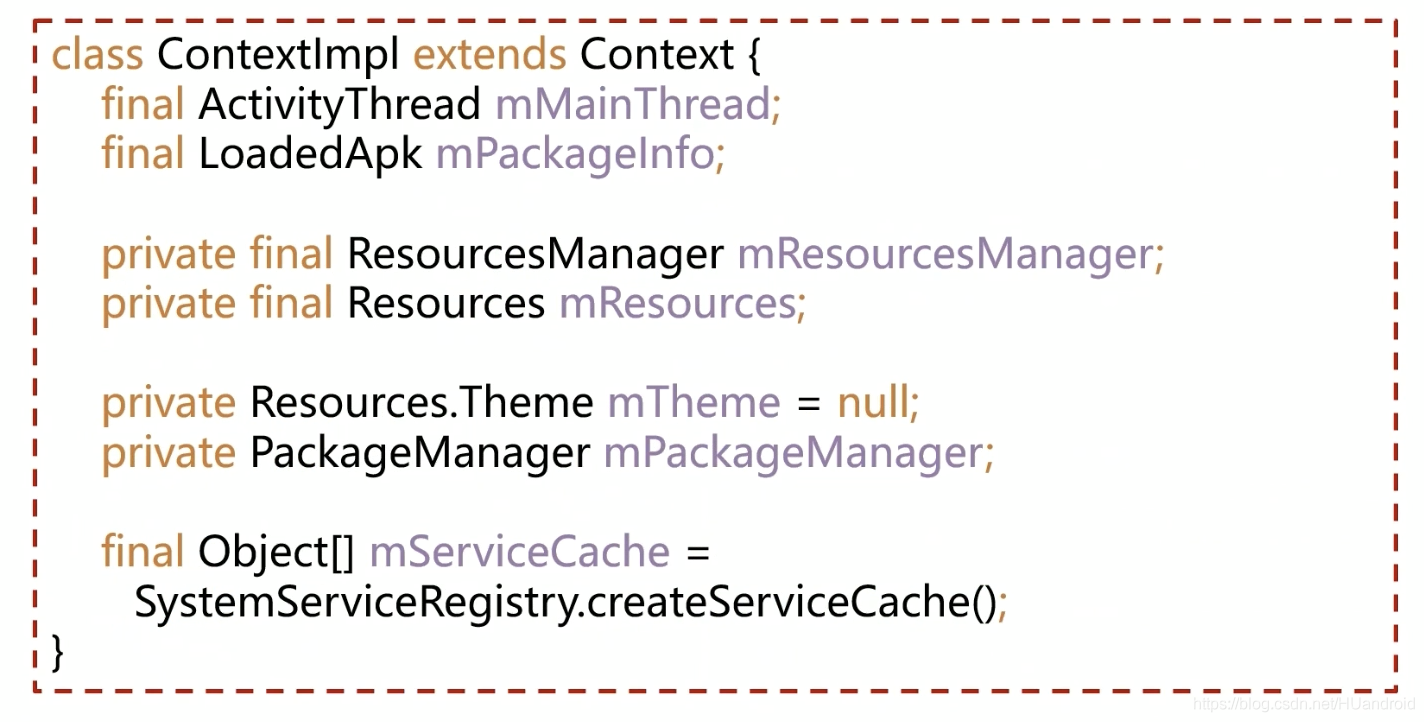 class ContextImpl extends Context {
final ActivityThread mMainThread;
final LoadedApk mPackageInfo;
private final ResourcesManager mResourcesManager;
private final Resources mResources;
private Resources.Theme mTheme = null;
private PackageManager mPackageManager;
final Object[] mServiceCache =
SystemServiceRegistry.createServiceCache();
}
https://blog.csdn.net/HUandroid